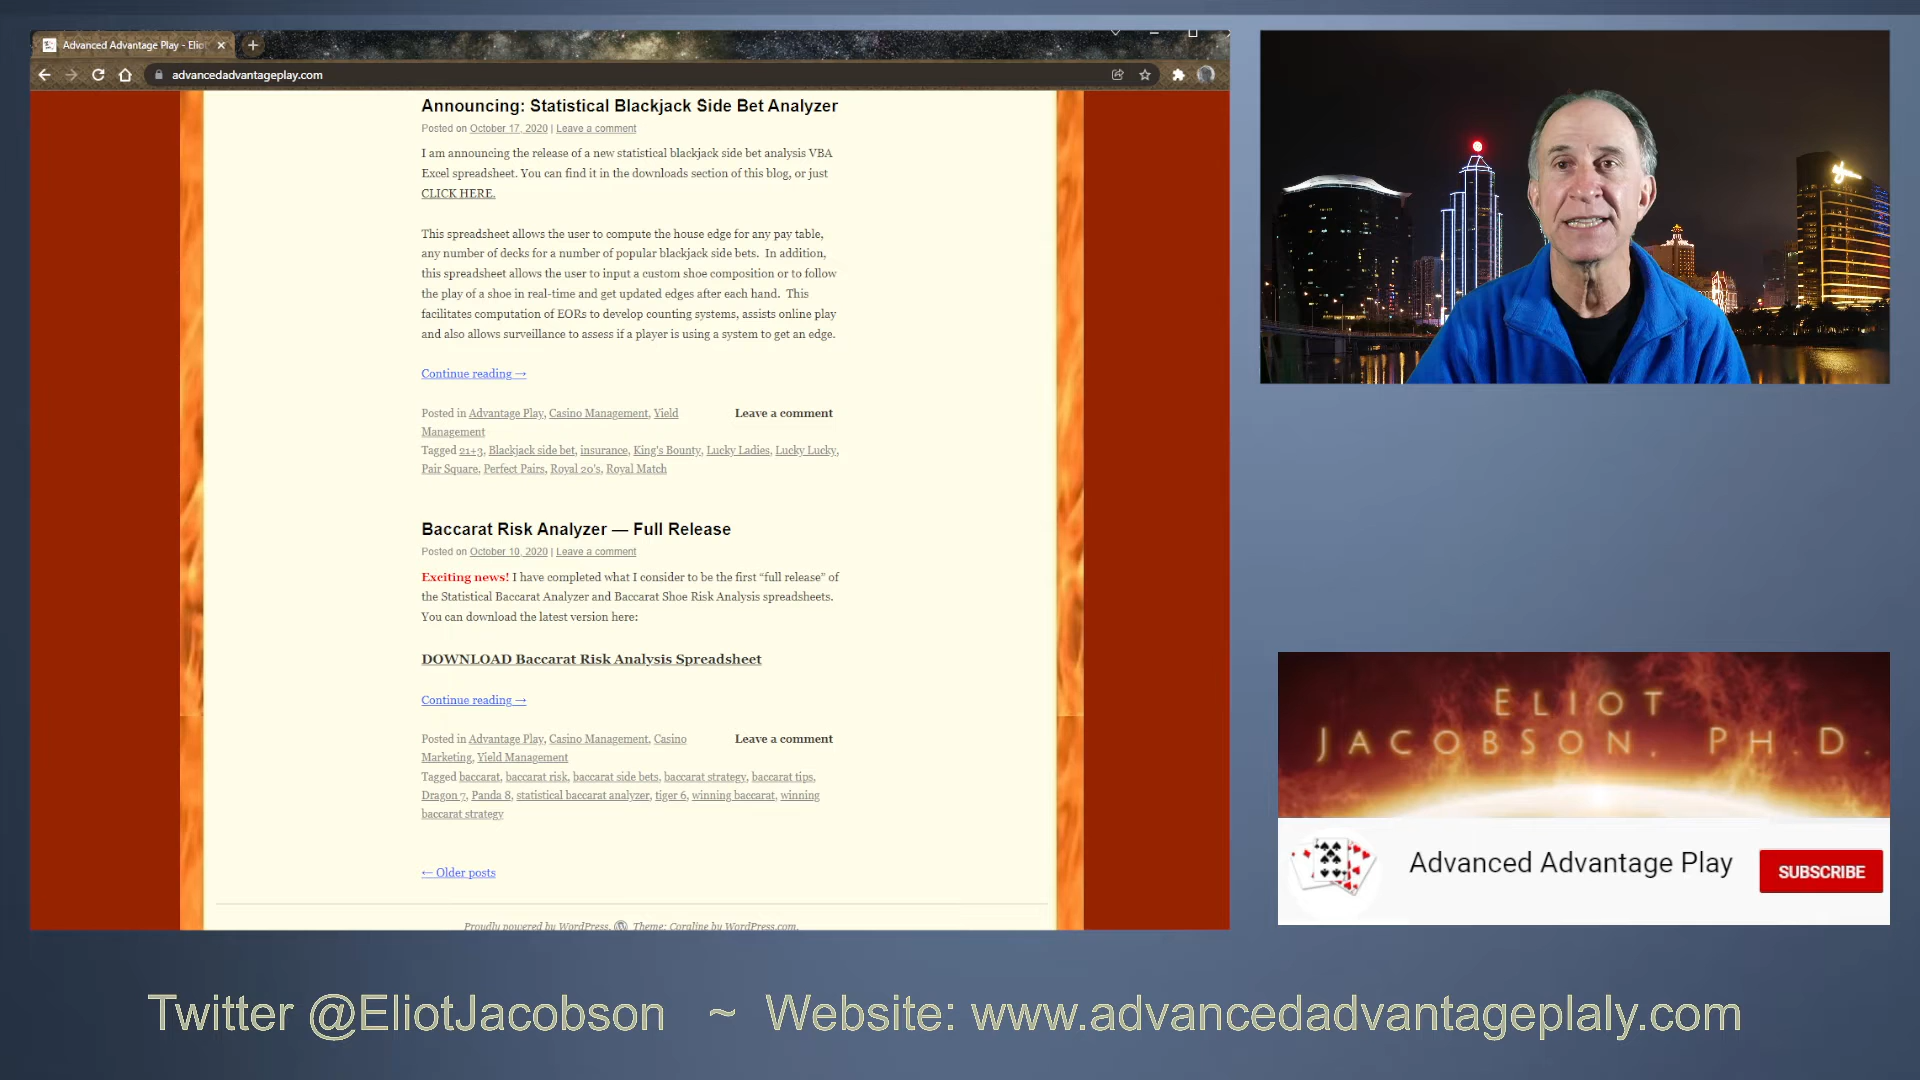 Advanced Advantage Play - Elio
advancedadvantageplay.com
Announcing: Statistical Blackjack Side Bet Analyzer
Posted on October 17, 2020 | Leave a comment
I am announcing the release of a new statistical blackjack side bet analysis VBA
Excel spreadsheet. You can find it in the downloads section of this blog, or just
CLICK HERE.
This spreadsheet allows the user to compute the house edge for any pay table,
any number of decks for a number of popular blackjack side bets. In addition,
this spreadsheet allows the user to input a custom shoe composition or to follow
the play of a shoe in real-time and get updated edges after each hand. This
facilitates computation of EORs to develop counting systems, assists online play
and also allows surveillance to assess if a player is using a system to get an edge.
Continue reading →
Posted in Advantage Play, Casino Management, Yield
Management
Leave a comment
Tagged 21+3, Blackjack side bet, insurance, King's Bounty, Lucky Ladies, Lucky Lucky,
Pair Square, Perfect Pairs, Royal 20's, Royal Match
Baccarat Risk Analyzer — Full Release
Posted on October 10, 2020 | Leave a comment
Exciting news! I have completed what I consider to be the first “full release” of
the Statistical Baccarat Analyzer and Baccarat Shoe Risk Analysis spreadsheets.
You can download the latest version here:
DOWNLOAD Baccarat Risk Analysis Spreadsheet
Continue reading →
Posted in Advantage Play, Casino Management, Casino
Marketing, Yield Management
Leave a comment
Tagged baccarat, baccarat risk, baccarat side bets, baccarat strategy, baccarat tips,
Dragon 7, Panda 8, statistical baccarat analyzer, tiger 6, winning baccarat, winning
baccarat strategy
← Older posts
Proudly powered by WordPress. Theme: Coraline by WordPress.com.
ELIOT
JACOBSON, PH.D.
Advanced Advantage Play
SUBSCRIBE
Twitter @EliotJacobson ~ Website: www.advancedadvantageplaly.com